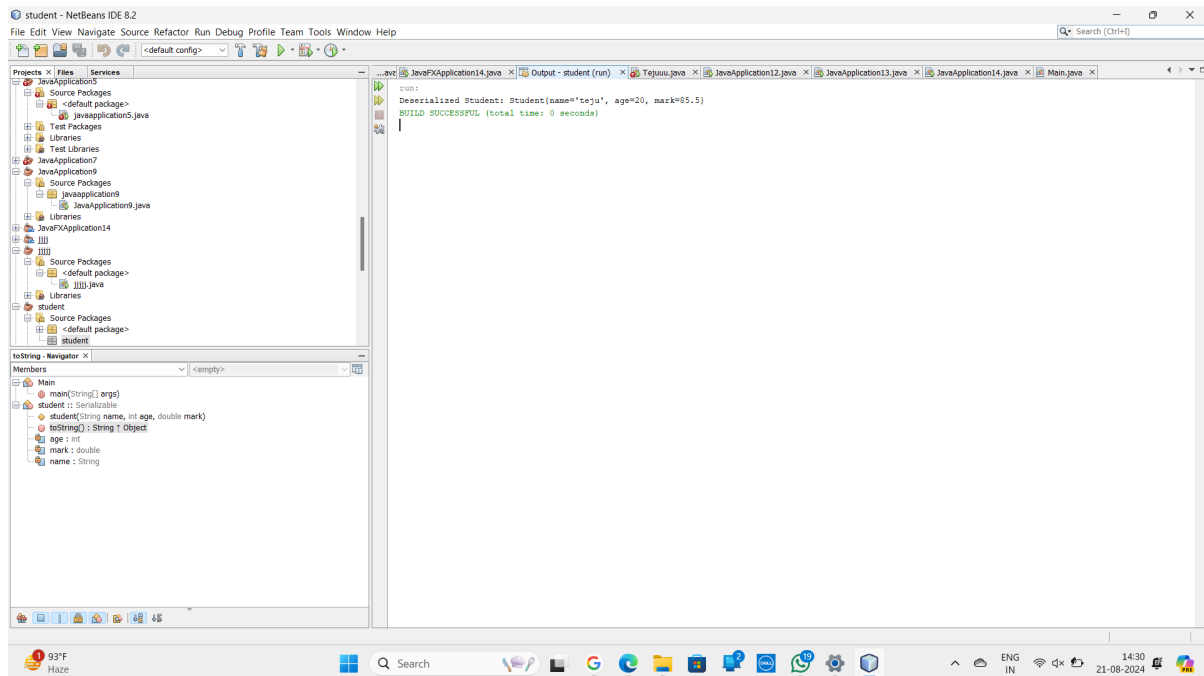 student - NetBeans IDE 8.2
File Edit View Navigate Source Refactor Run Debug Profile Team Tools Window Help
Search (Ctrl+I)
<default config>
Projects × Files Services
JavaApplication5
Source Packages
<default package>
javaapplication5.java
Test Packages
Libraries
Test Libraries
JavaApplication7
JavaApplication9
Source Packages
javaapplication9
JavaApplication9.java
Libraries
JavaFXApplication14
jjjj
jjjjj
Source Packages
<default package>
jjjjj.java
Libraries
student
Source Packages
<default package>
student
...ave JavaFXApplication14.java × Output - student (run) × Tejuuu.java × JavaApplication12.java × JavaApplication13.java × JavaApplication14.java × Main.java ×
run:
Deserialized Student: Student{name='teju', age=20, mark=85.5}
BUILD SUCCESSFUL (total time: 0 seconds)
toString - Navigator ×
Members <empty>
Main
main(String[] args)
student :: Serializable
student(String name, int age, double mark)
toString() : String ↑ Object
age : int
mark : double
name : String
1
93°F
Haze
Search
G
2
DELL
19
ENG
IN
14:30
21-08-2024
PRE